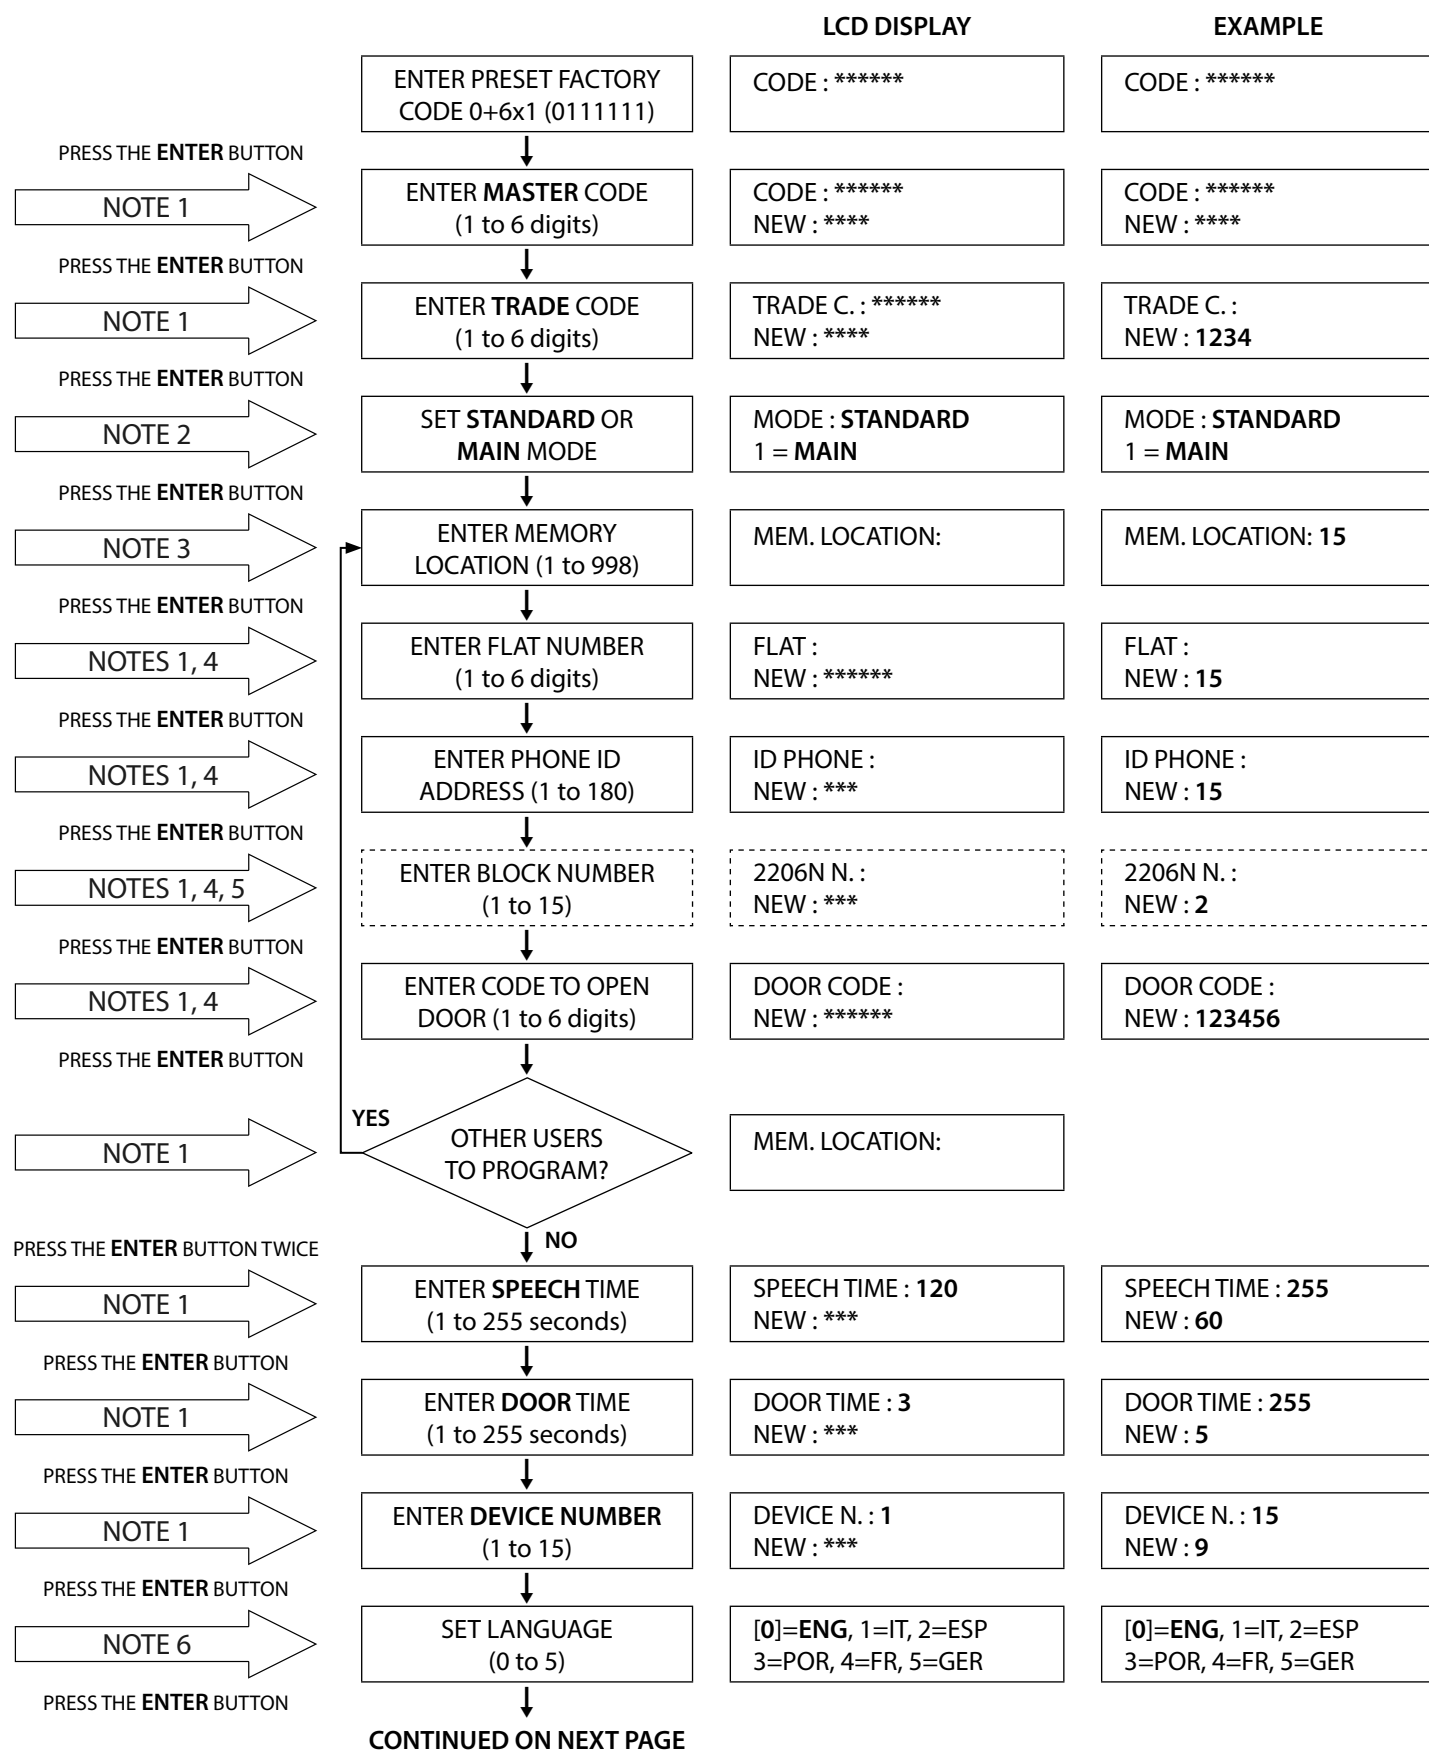 LCD DISPLAY
EXAMPLE
ENTER PRESET FACTORY
CODE 0+6x1 (0111111)
CODE : ******
CODE : ******
PRESS THE ENTER BUTTON
NOTE 1
ENTER MASTER CODE
(1 to 6 digits)
CODE : ******
NEW : ****
CODE : ******
NEW : ****
PRESS THE ENTER BUTTON
NOTE 1
ENTER TRADE CODE
(1 to 6 digits)
TRADE C. : ******
NEW : ****
TRADE C. :
NEW : 1234
PRESS THE ENTER BUTTON
NOTE 2
SET STANDARD OR
MAIN MODE
MODE : STANDARD
1 = MAIN
MODE : STANDARD
1 = MAIN
PRESS THE ENTER BUTTON
NOTE 3
ENTER MEMORY
LOCATION (1 to 998)
MEM. LOCATION:
MEM. LOCATION: 15
PRESS THE ENTER BUTTON
NOTES 1, 4
ENTER FLAT NUMBER
(1 to 6 digits)
FLAT :
NEW : ******
FLAT :
NEW : 15
PRESS THE ENTER BUTTON
NOTES 1, 4
ENTER PHONE ID
ADDRESS (1 to 180)
ID PHONE :
NEW : ***
ID PHONE :
NEW : 15
PRESS THE ENTER BUTTON
NOTES 1, 4, 5
ENTER BLOCK NUMBER
(1 to 15)
2206N N. :
NEW : ***
2206N N. :
NEW : 2
PRESS THE ENTER BUTTON
NOTES 1, 4
ENTER CODE TO OPEN
DOOR (1 to 6 digits)
DOOR CODE :
NEW : ******
DOOR CODE :
NEW : 123456
PRESS THE ENTER BUTTON
YES
NOTE 1
OTHER USERS
TO PROGRAM?
MEM. LOCATION:
NO
PRESS THE ENTER BUTTON TWICE
NOTE 1
ENTER SPEECH TIME
(1 to 255 seconds)
SPEECH TIME : 120
NEW : ***
SPEECH TIME : 255
NEW : 60
PRESS THE ENTER BUTTON
NOTE 1
ENTER DOOR TIME
(1 to 255 seconds)
DOOR TIME : 3
NEW : ***
DOOR TIME : 255
NEW : 5
PRESS THE ENTER BUTTON
NOTE 1
ENTER DEVICE NUMBER
(1 to 15)
DEVICE N. : 1
NEW : ***
DEVICE N. : 15
NEW : 9
PRESS THE ENTER BUTTON
NOTE 6
SET LANGUAGE
(0 to 5)
[0]=ENG, 1=IT, 2=ESP
3=POR, 4=FR, 5=GER
[0]=ENG, 1=IT, 2=ESP
3=POR, 4=FR, 5=GER
PRESS THE ENTER BUTTON
CONTINUED ON NEXT PAGE